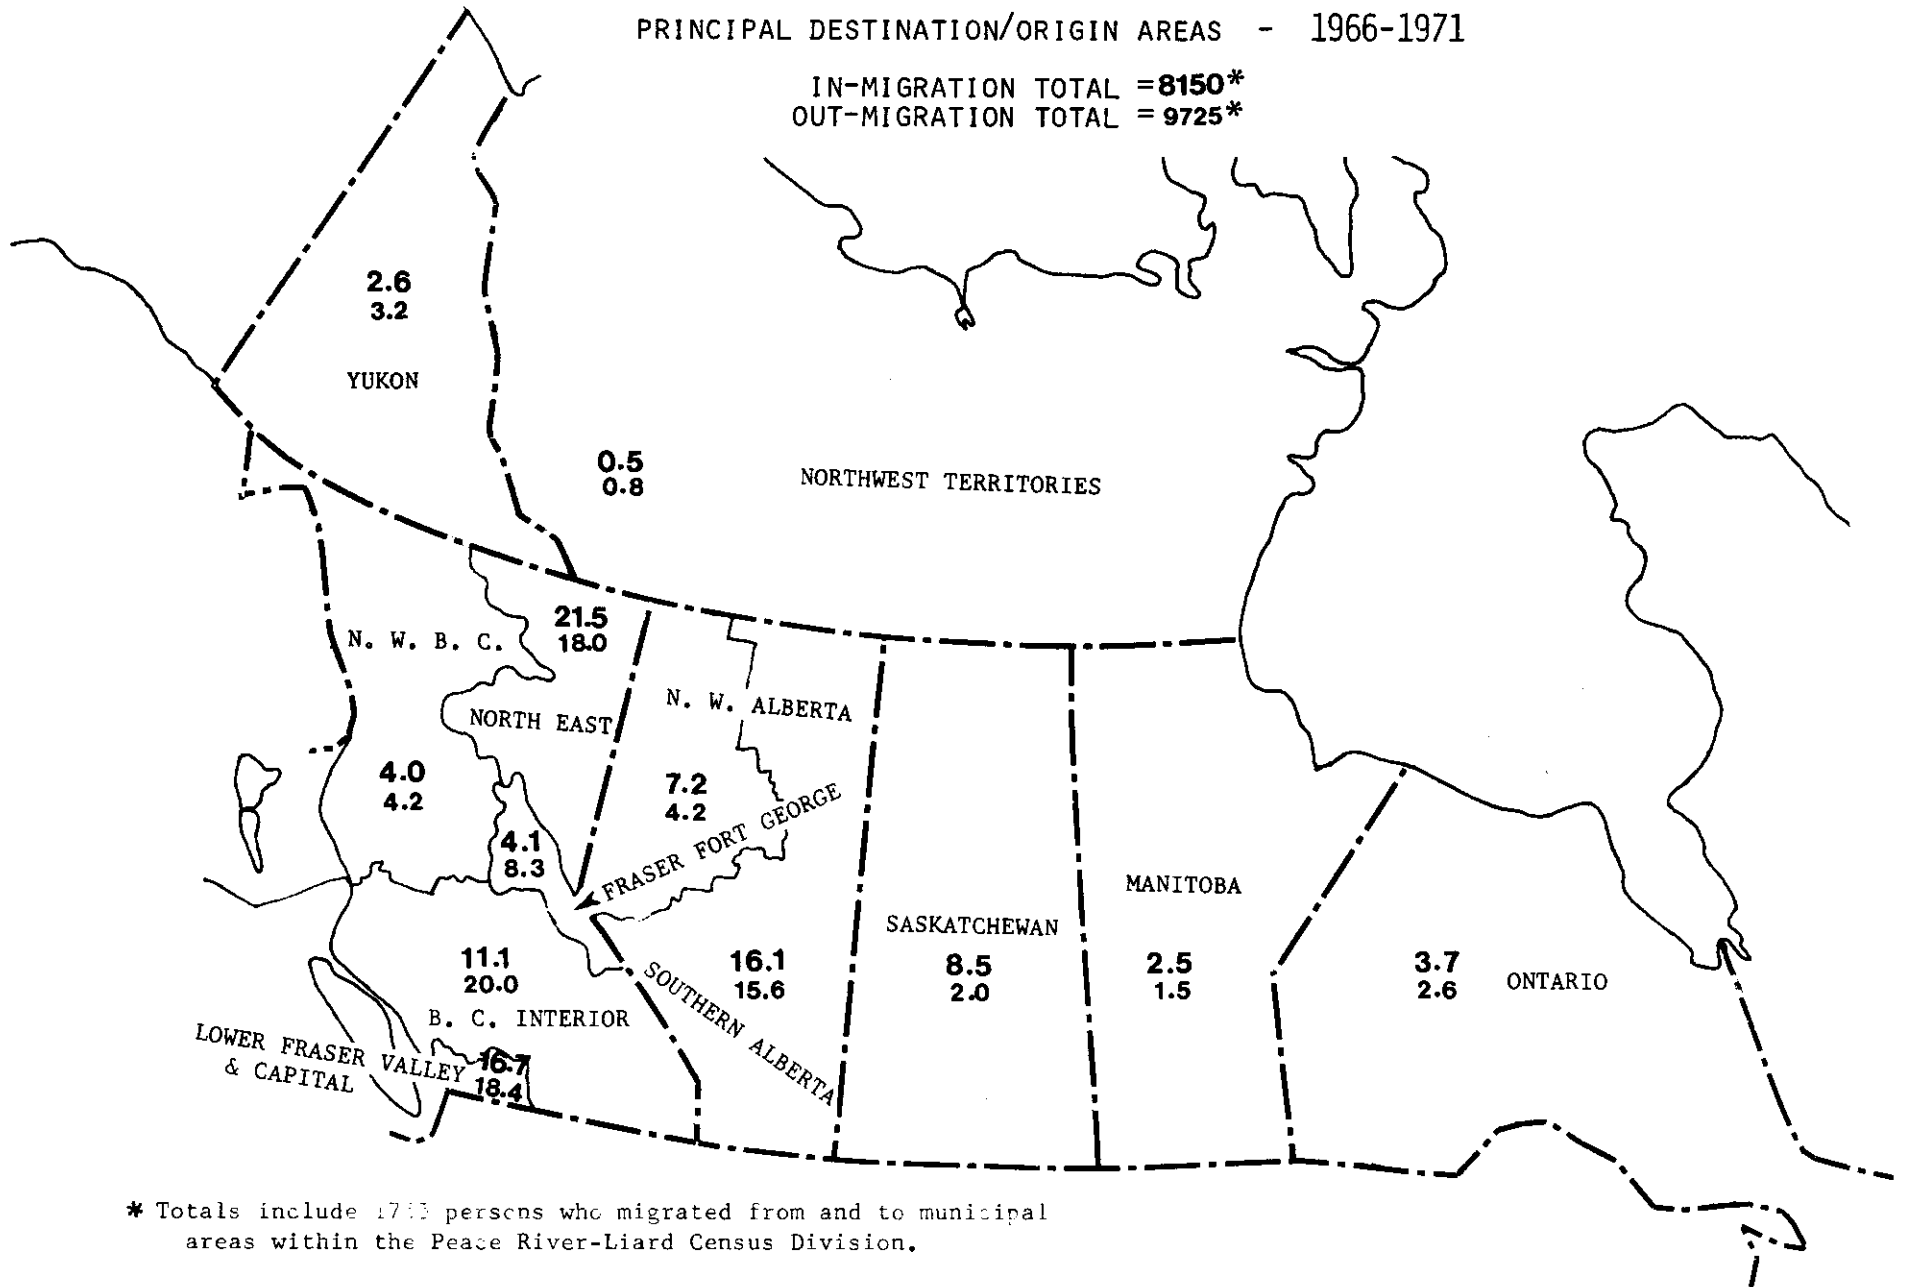 PRINCIPAL DESTINATION/ORIGIN AREAS - 1966-1971
IN-MIGRATION TOTAL =8150*
OUT-MIGRATION TOTAL = 9725*
2.6
3.2
YUKON
0.5
0.8
NORTHWEST TERRITORIES
21.5
18.0
N. W. B. C.
NORTH EAST
N. W. ALBERTA
4.0
4.2
7.2
4.2
4.1
8.3
FRASER FORT GEORGE
MANITOBA
SASKATCHEWAN
11.1
20.0
B. C. INTERIOR
16.1
15.6
SOUTHERN ALBERTA
8.5
2.0
2.5
1.5
3.7
2.6
ONTARIO
LOWER FRASER VALLEY
& CAPITAL
16.7
18.4
* Totals include persons who migrated from and to municipal
areas within the Peace River-Liard Census Division.